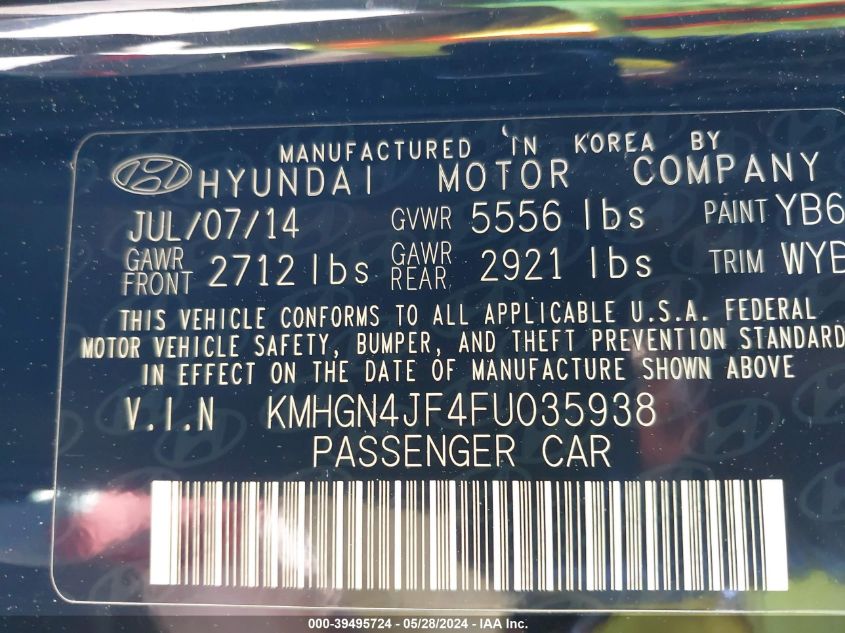 MANUFACTURED IN KOREA BY
HYUNDAI MOTOR COMPANY
JUL/07/14 GVWR 5556 lbs PAINT YB6
GAWR FRONT 2712 lbs GAWR REAR 2921 lbs TRIM WYB
THIS VEHICLE CONFORMS TO ALL APPLICABLE U.S.A. FEDERAL
MOTOR VEHICLE SAFETY, BUMPER, AND THEFT PREVENTION STANDARD
IN EFFECT ON THE DATE OF MANUFACTURE SHOWN ABOVE
V.I.N KMHGN4JF4FU035938
PASSENGER CAR
000-39495724 - 05/28/2024 - IAA Inc.